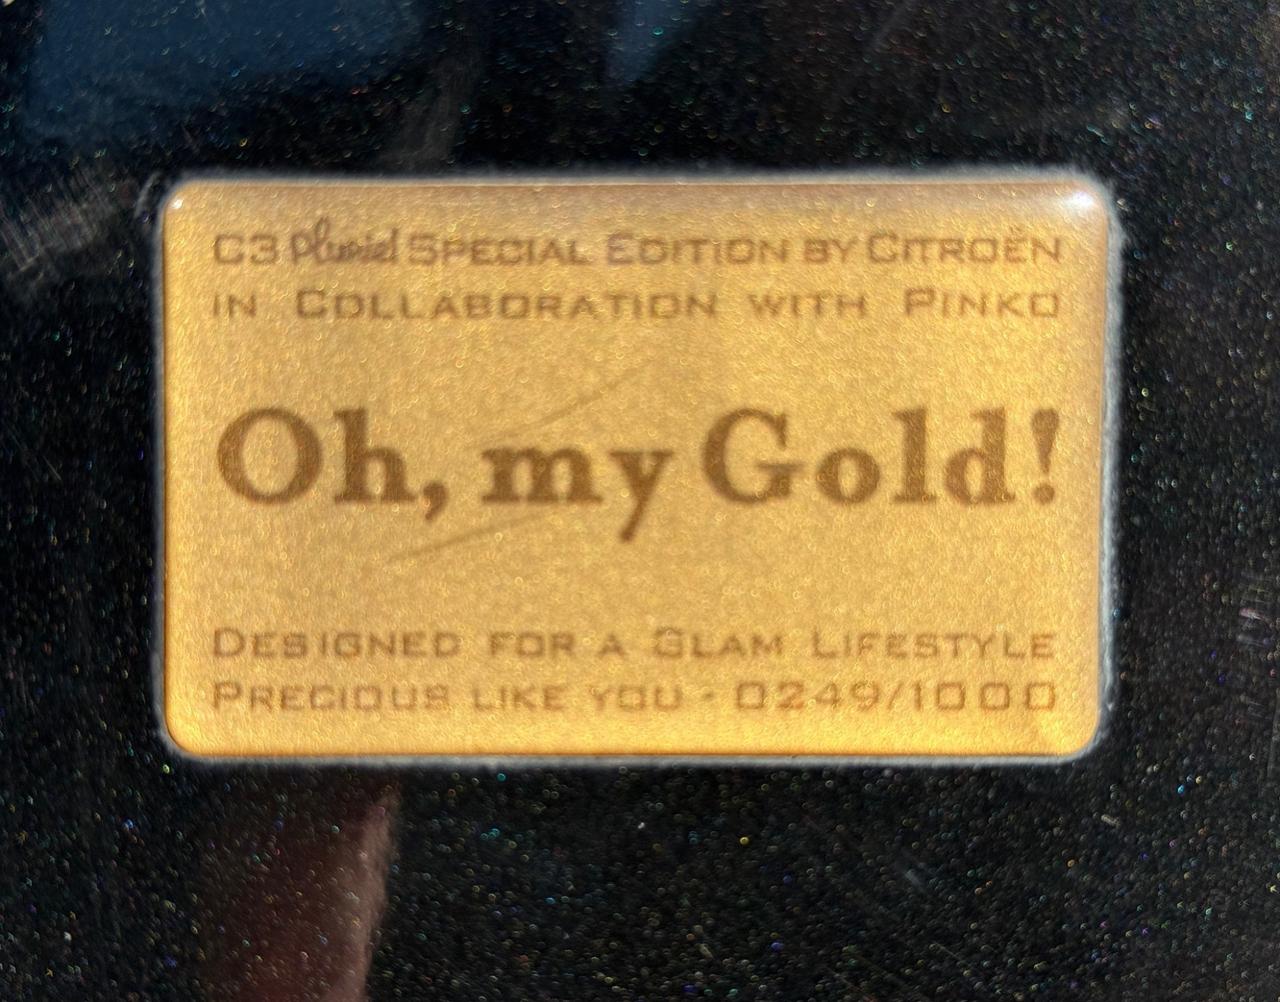 C3 Pluriel Special Edition by Citroën
in Collaboration with Pinko
Oh, my Gold!
Designed for a Glam Lifestyle
Precious like you - 0249/1000